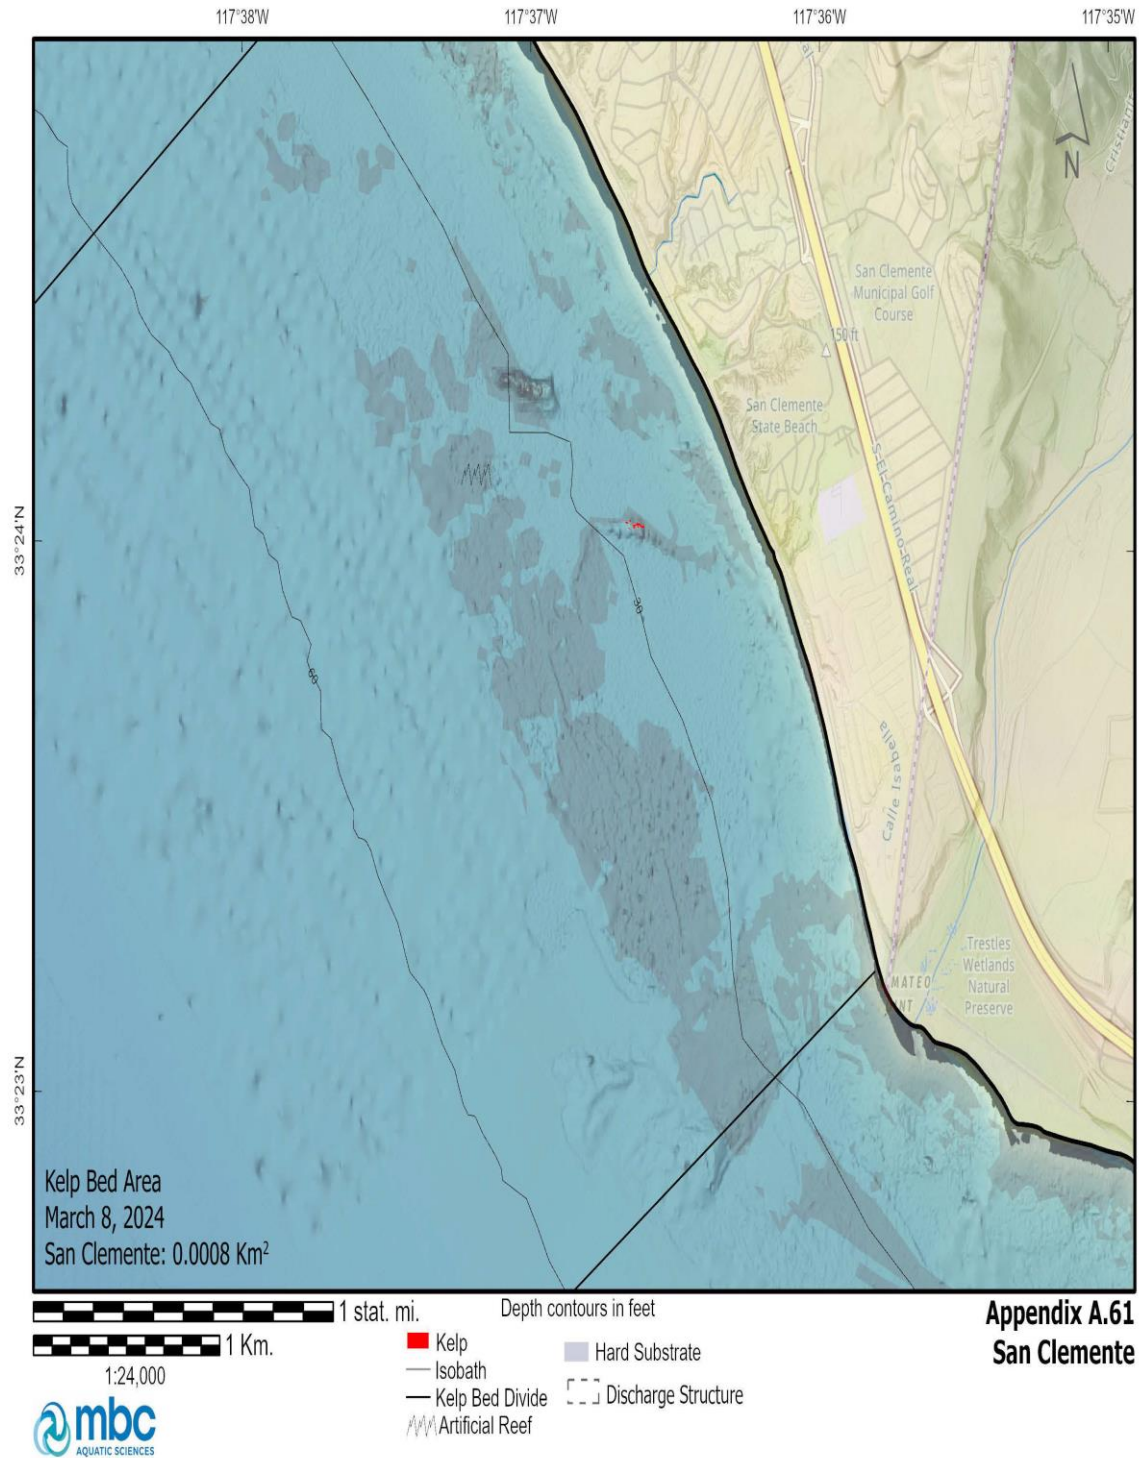 117°38'W
117°37'W
117°36'W
117°35'W
N
San Clemente
Municipal Golf
Course
150 ft
San Clemente
State Beach
S-El-Camino-Real
33°24'N
30
60
Calle Isabella
Trestles
Wetlands
Natural
Preserve
MATEO
33°23'N
Kelp Bed Area
March 8, 2024
San Clemente: 0.0008 Km²
1 stat. mi.
1 Km.
1:24,000
mbc
AQUATIC SCIENCES
Depth contours in feet
Kelp
Isobath
Kelp Bed Divide
Artificial Reef
Hard Substrate
Discharge Structure
Appendix A.61
San Clemente